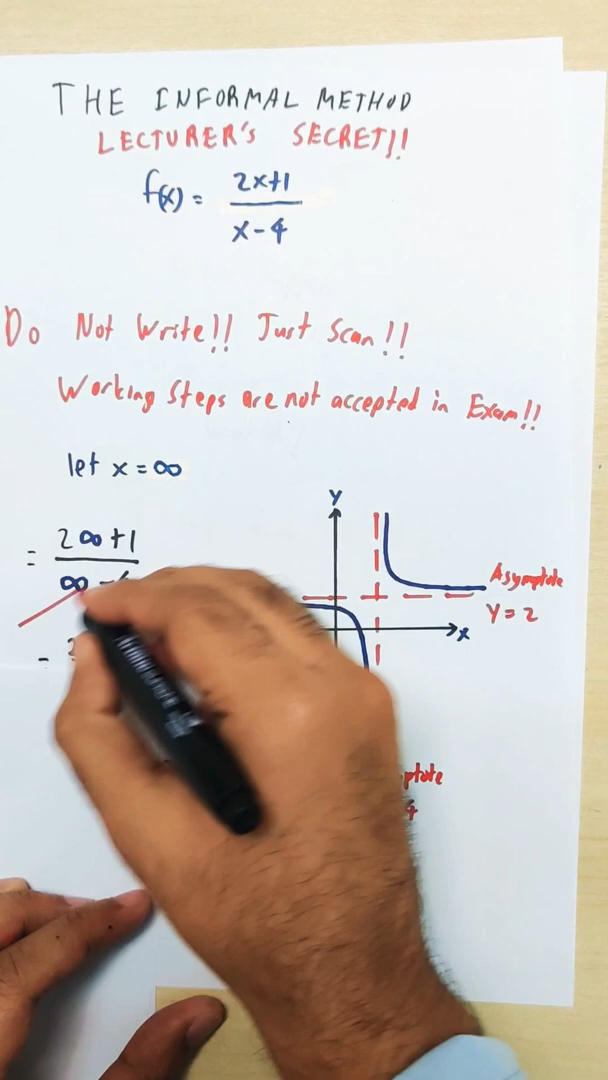 THE INFORMAL METHOD
LECTURER'S SECRET!!
f(x) = 2x+1
x-4
Do Not Write!! Just Scan!!
Working Steps are not accepted in Exam!!
let x = ∞
= 2∞+1
∞ -
=
Y
x
Asymptote
Y = 2